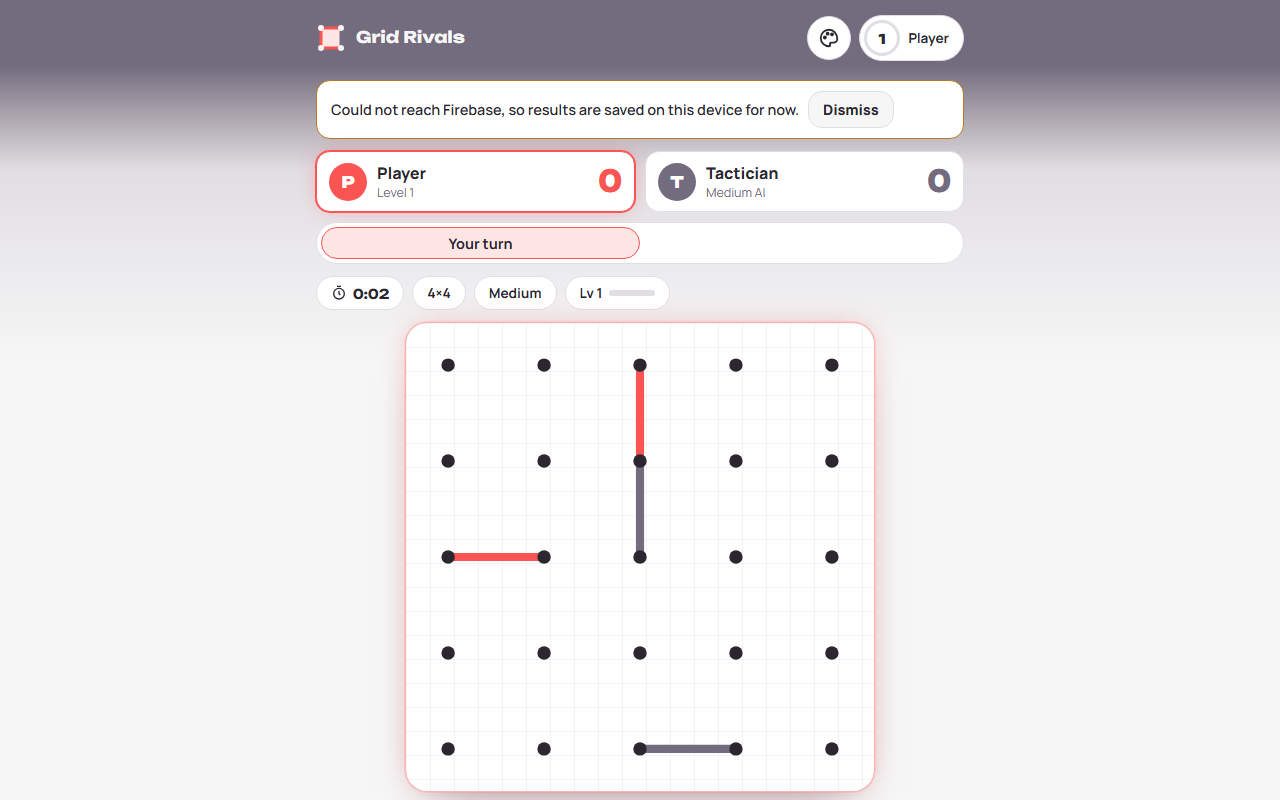 Grid Rivals
1 Player
Could not reach Firebase, so results are saved on this device for now. Dismiss
P Player 0
Level 1
T Tactician 0
Medium AI
Your turn
0:02 4×4 Medium Lv 1